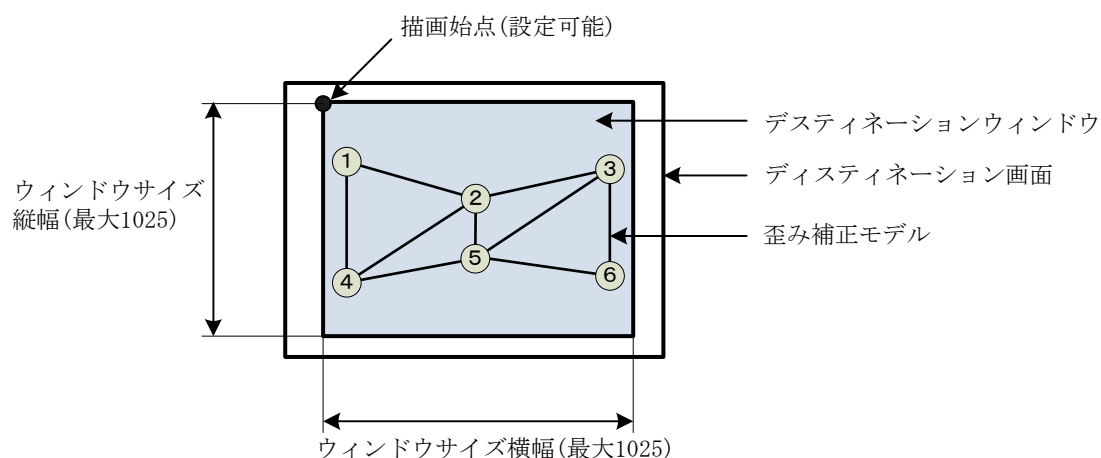 描画始点(設定可能)
デスティネーションウィンドウ
ディスティネーション画面
歪み補正モデル
ウィンドウサイズ
縦幅(最大1025)
1
2
3
4
5
6
ウィンドウサイズ横幅(最大1025)